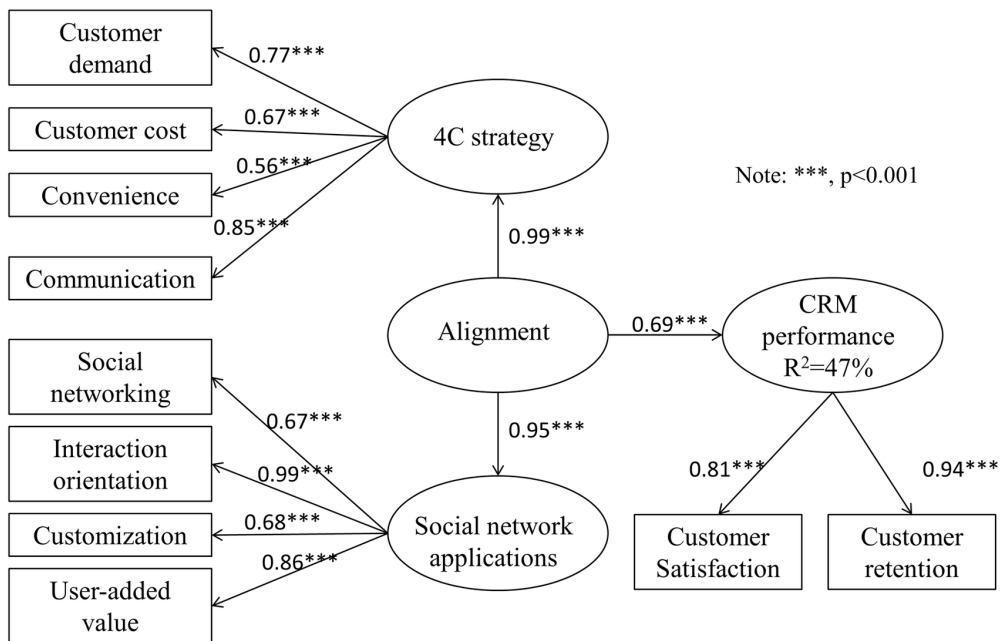 Customer
demand
0.77***
Customer cost
0.67***
4C strategy
Convenience
0.56***
Note: ***, p<0.001
0.85***
Communication
0.99***
Alignment
0.69***
CRM
performance
R²=47%
Social
networking
0.67***
0.95***
Interaction
orientation
0.99***
0.81***
0.94***
Customization
0.68***
Social network
applications
Customer
Satisfaction
Customer
retention
User-added
value
0.86***